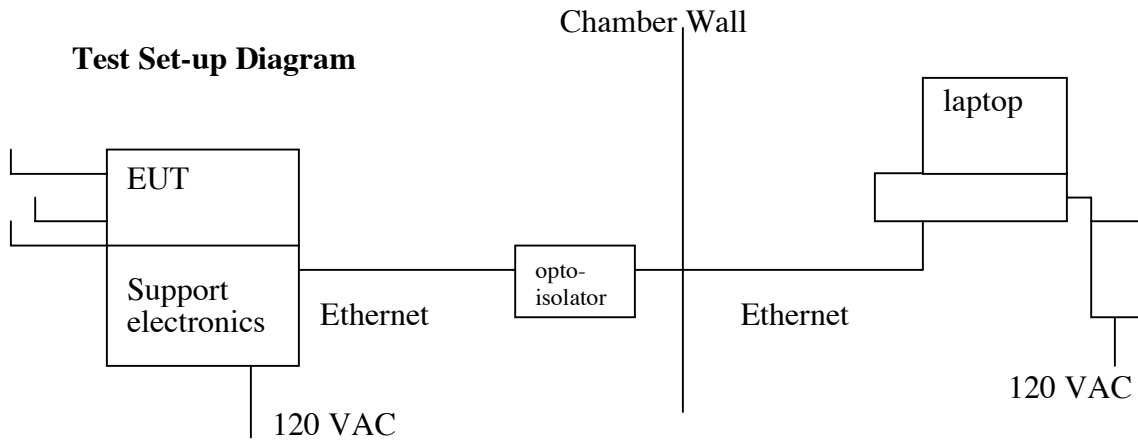 Chamber Wall
Test Set-up Diagram
laptop
EUT
Support
electronics
Ethernet
opto-
isolator
Ethernet
120 VAC
120 VAC